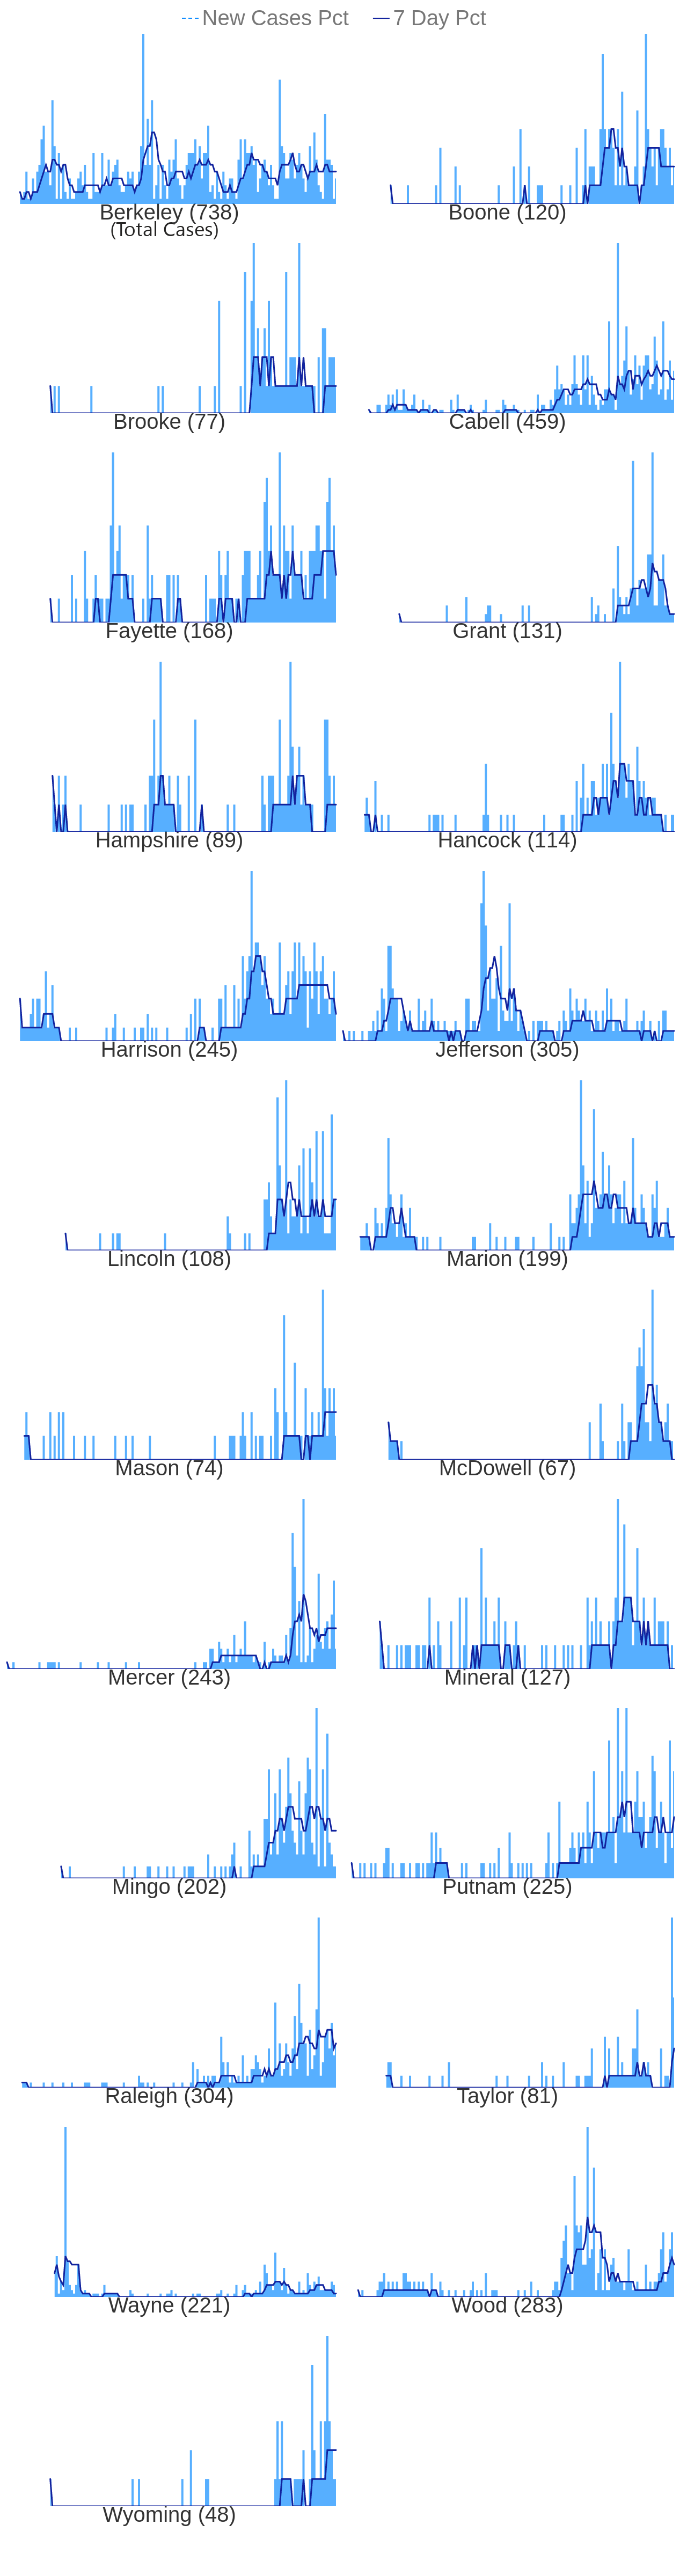 New Cases Pct 7 Day Pct
Berkeley (738) Boone (120)
(Total Cases)
Brooke (77) Cabell (459)
Fayette (168) Grant (131)
Hampshire (89) Hancock (114)
Harrison (245) Jefferson (305)
Lincoln (108) Marion (199)
Mason (74) McDowell (67)
Mercer (243) Mineral (127)
Mingo (202) Putnam (225)
Raleigh (304) Taylor (81)
Wayne (221) Wood (283)
Wyoming (48)